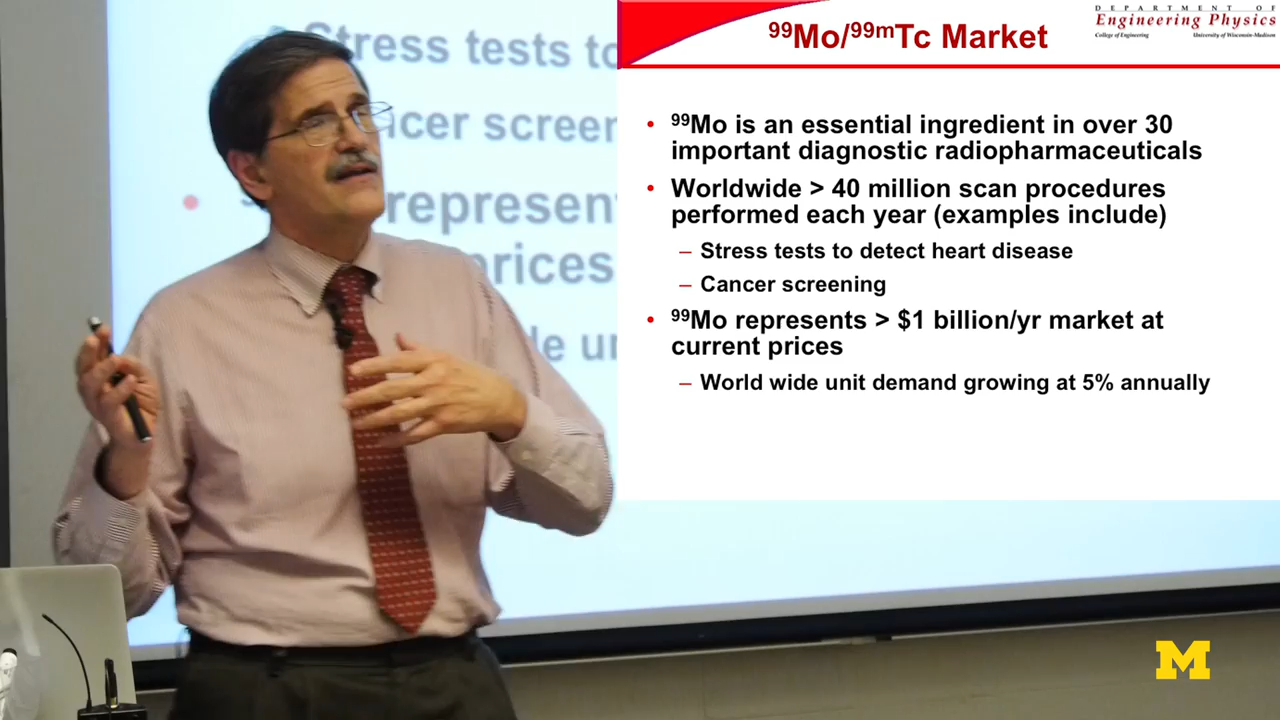 Stress tests to
ncer screen
represent
prices
de un
DEPARTMENT OF
Engineering Physics
College of Engineering University of Wisconsin-Madison
⁹⁹Mo/⁹⁹ᵐTc Market
• ⁹⁹Mo is an essential ingredient in over 30
important diagnostic radiopharmaceuticals
• Worldwide > 40 million scan procedures
performed each year (examples include)
– Stress tests to detect heart disease
– Cancer screening
• ⁹⁹Mo represents > $1 billion/yr market at
current prices
– World wide unit demand growing at 5% annually
M